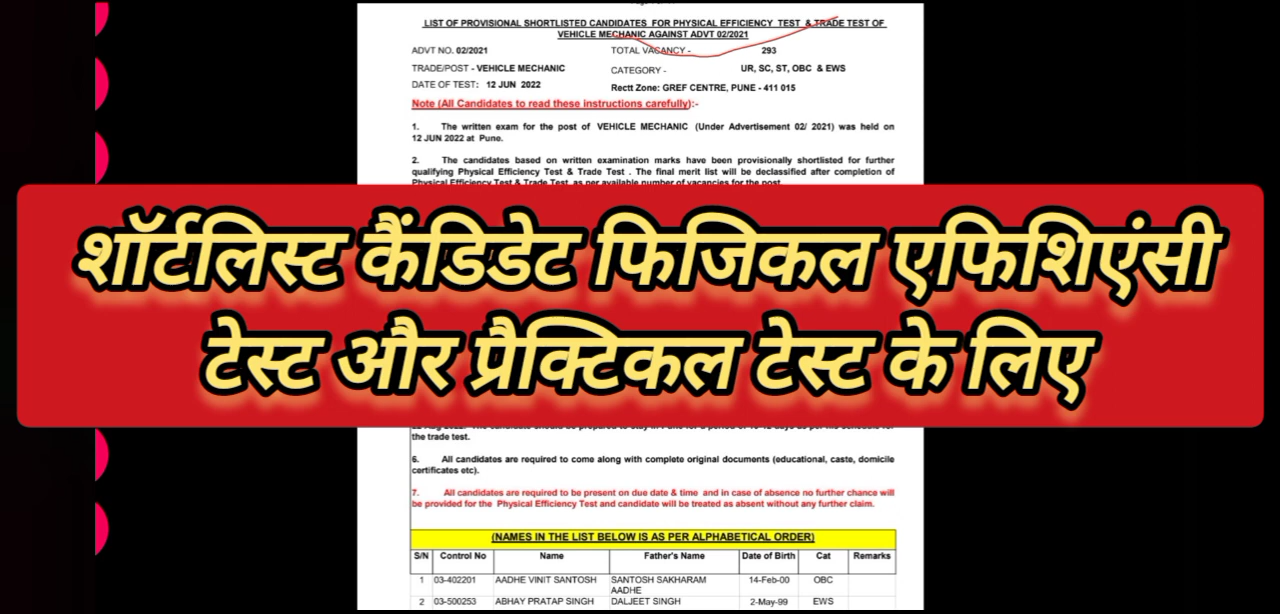 LIST OF PROVISIONAL SHORTLISTED CANDIDATES FOR PHYSICAL EFFICIENCY TEST & TRADE TEST OF
VEHICLE MECHANIC AGAINST ADVT 02/2021
ADVT NO. 02/2021 TOTAL VACANCY - 293
TRADE/POST - VEHICLE MECHANIC CATEGORY - UR, SC, ST, OBC & EWS
DATE OF TEST: 12 JUN 2022 Rectt Zone: GREF CENTRE, PUNE - 411 015
Note (All Candidates to read these instructions carefully):-
1. The written exam for the post of VEHICLE MECHANIC (Under Advertisement 02/ 2021) was held on
12 JUN 2022 at Pune.
2. The candidates based on written examination marks have been provisionally shortlisted for further
qualifying Physical Efficiency Test & Trade Test . The final merit list will be declassified after completion of
Physical Efficiency Test & Trade Test as per available number of vacancies for the post.
शॉर्टलिस्ट कैंडिडेट फिजिकल एफिशिएंसी
टेस्ट और प्रैक्टिकल टेस्ट के लिए
the trade test.
6. All candidates are required to come along with complete original documents (educational, caste, domicile
certificates etc).
7. All candidates are required to be present on due date & time and in case of absence no further chance will
be provided for the Physical Efficiency Test and candidate will be treated as absent without any further claim.
(NAMES IN THE LIST BELOW IS AS PER ALPHABETICAL ORDER)
S/N Control No Name Father's Name Date of Birth Cat Remarks
1 03-402201 AADHE VINIT SANTOSH SANTOSH SAKHARAM 14-Feb-00 OBC
AADHE
2 03-500253 ABHAY PRATAP SINGH DALJEET SINGH 2-May-99 EWS